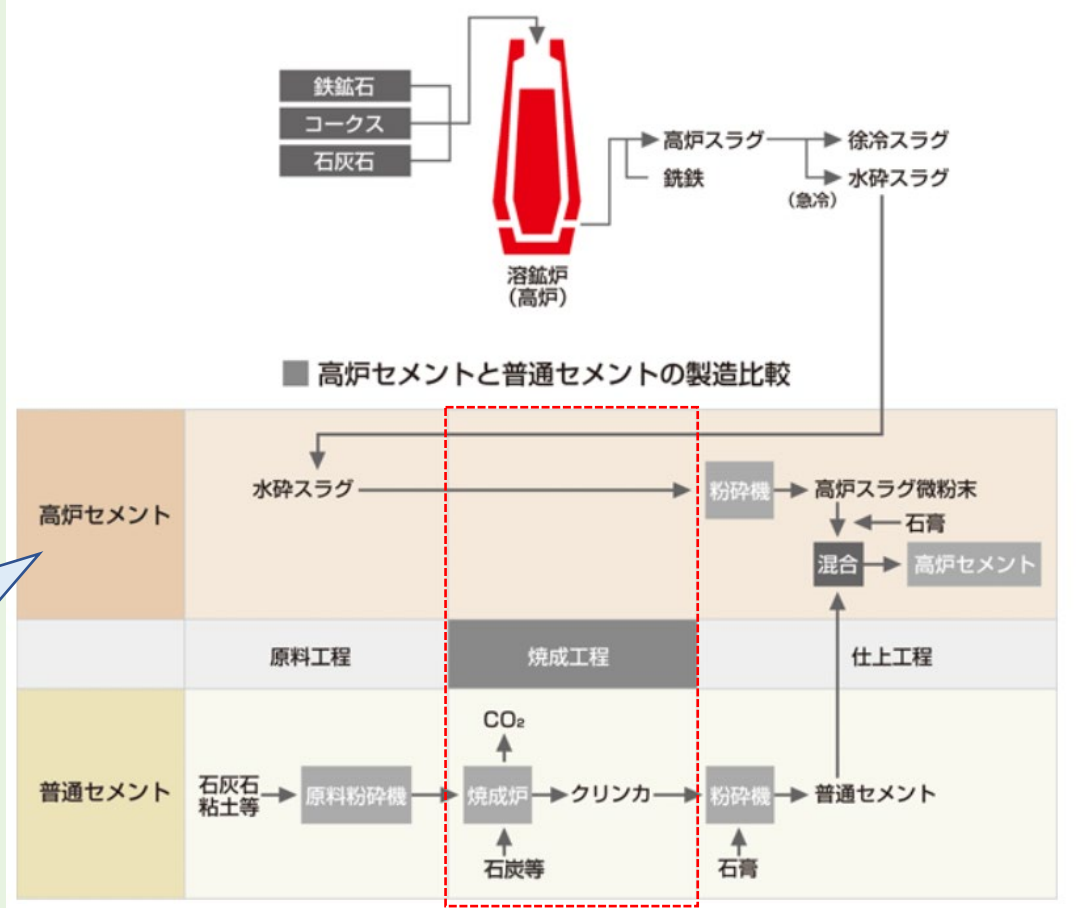 鉄鉱石
コークス
石灰石
高炉スラグ
徐冷スラグ
銑鉄
水砕スラグ
（急冷）
溶鉱炉
（高炉）
高炉セメントと普通セメントの製造比較
高炉セメント
水砕スラグ
粉砕機
高炉スラグ微粉末
石膏
混合
高炉セメント
原料工程
焼成工程
仕上工程
普通セメント
石灰石
粘土等
原料粉砕機
CO₂
焼成炉
クリンカ
石炭等
粉砕機
普通セメント
石膏